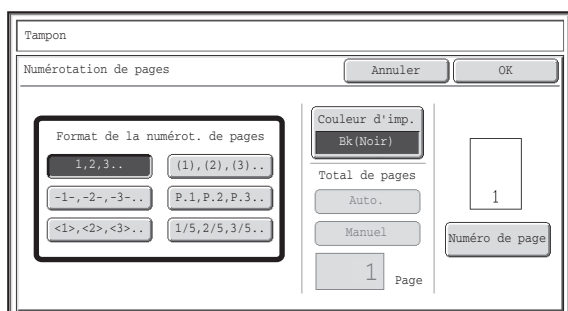 Tampon
Numérotation de pages
Annuler
OK
Format de la numérot. de pages
1,2,3..
(1),(2),(3)..
-1-,-2-,-3-..
P.1,P.2,P.3..
<1>,<2>,<3>..
1/5,2/5,3/5..
Couleur d'imp.
Bk(Noir)
Total de pages
Auto.
Manuel
1 Page
1
Numéro de page